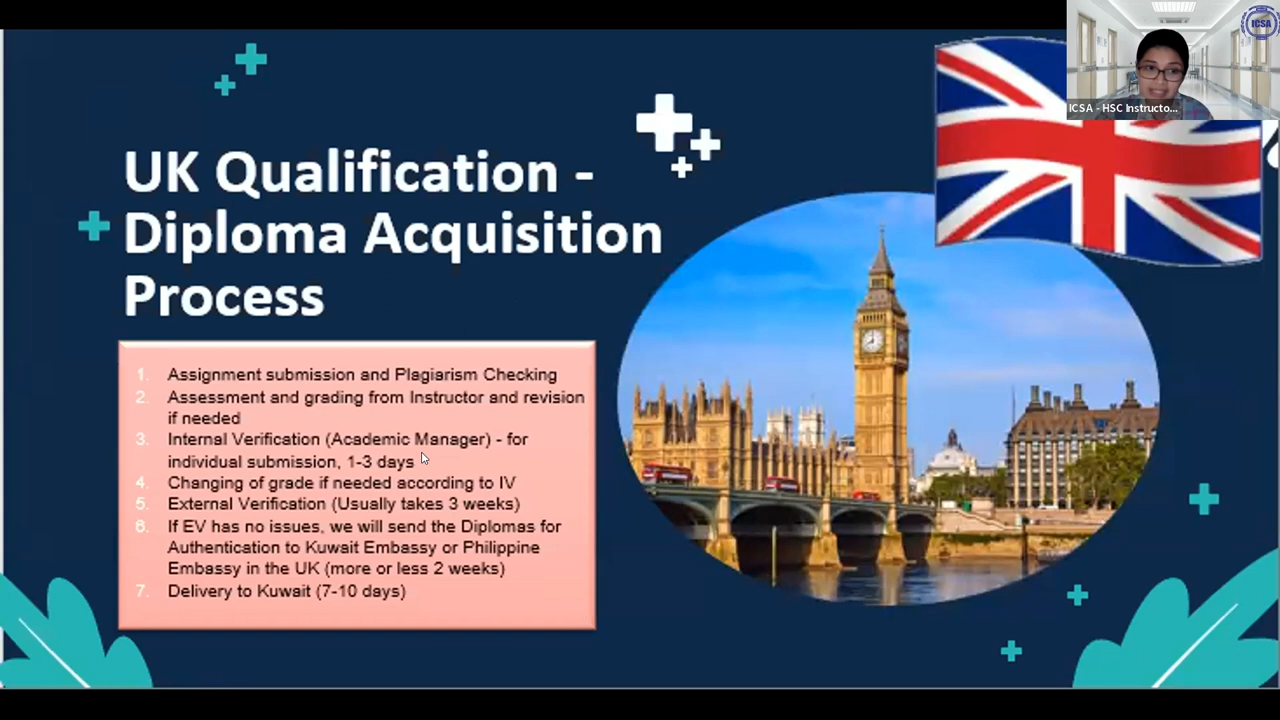 ICSA
ICSA - HSC Instructo...
UK Qualification -
Diploma Acquisition
Process
1. Assignment submission and Plagiarism Checking
2. Assessment and grading from Instructor and revision
if needed
3. Internal Verification (Academic Manager) - for
individual submission, 1-3 days
4. Changing of grade if needed according to IV
5. External Verification (Usually takes 3 weeks)
6. If EV has no issues, we will send the Diplomas for
Authentication to Kuwait Embassy or Philippine
Embassy in the UK (more or less 2 weeks)
7. Delivery to Kuwait (7-10 days)